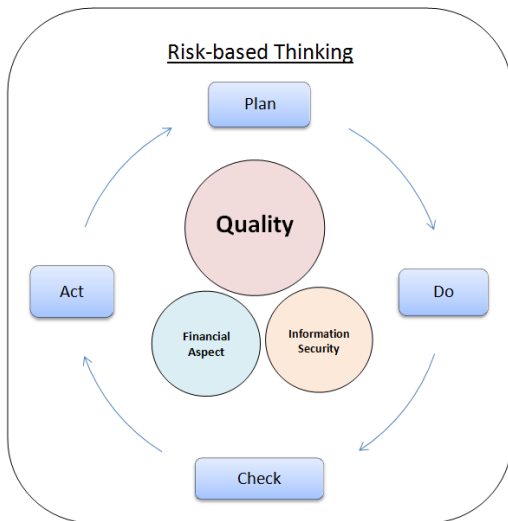 Risk-based Thinking
Plan
Quality
Act
Do
Financial
Aspect
Information
Security
Check